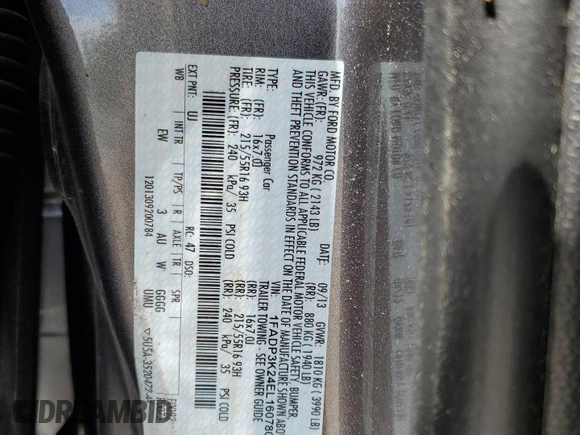 MFD. BY FORD MOTOR CO.
09/13 GVWR: 1810 KG ( 3990 LB)
GAWR: (FR) 972 KG ( 2143 LB) (RR) 880 KG ( 1940 LB)
THIS VEHICLE CONFORMS TO ALL APPLICABLE FEDERAL MOTOR VEHICLE SAFETY, BUMPER
AND THEFT PREVENTION STANDARDS IN EFFECT ON THE DATE OF MANUFACTURE SHOWN
VIN: 1FADP3K24EL16078
TYPE: Passenger Car TRAILER TOWING - SEE OWNER GUIDE
RIM: (FR) 16x7.0J (RR) 16x7.0J
TIRE: (FR) 215/55R16 93H (RR) 215/55R16 93H
PRESSURE: (FR) 240 kPa/ 35 PSI COLD (RR) 240 kPa/ 35 PSI COLD
EXT PNT: UJ RC: 47 DSO:
WB INTTR TP/PS R AXLE TR SPR
EW 3 AU W GGGG UMU
1201309200784
IDCREAMBID